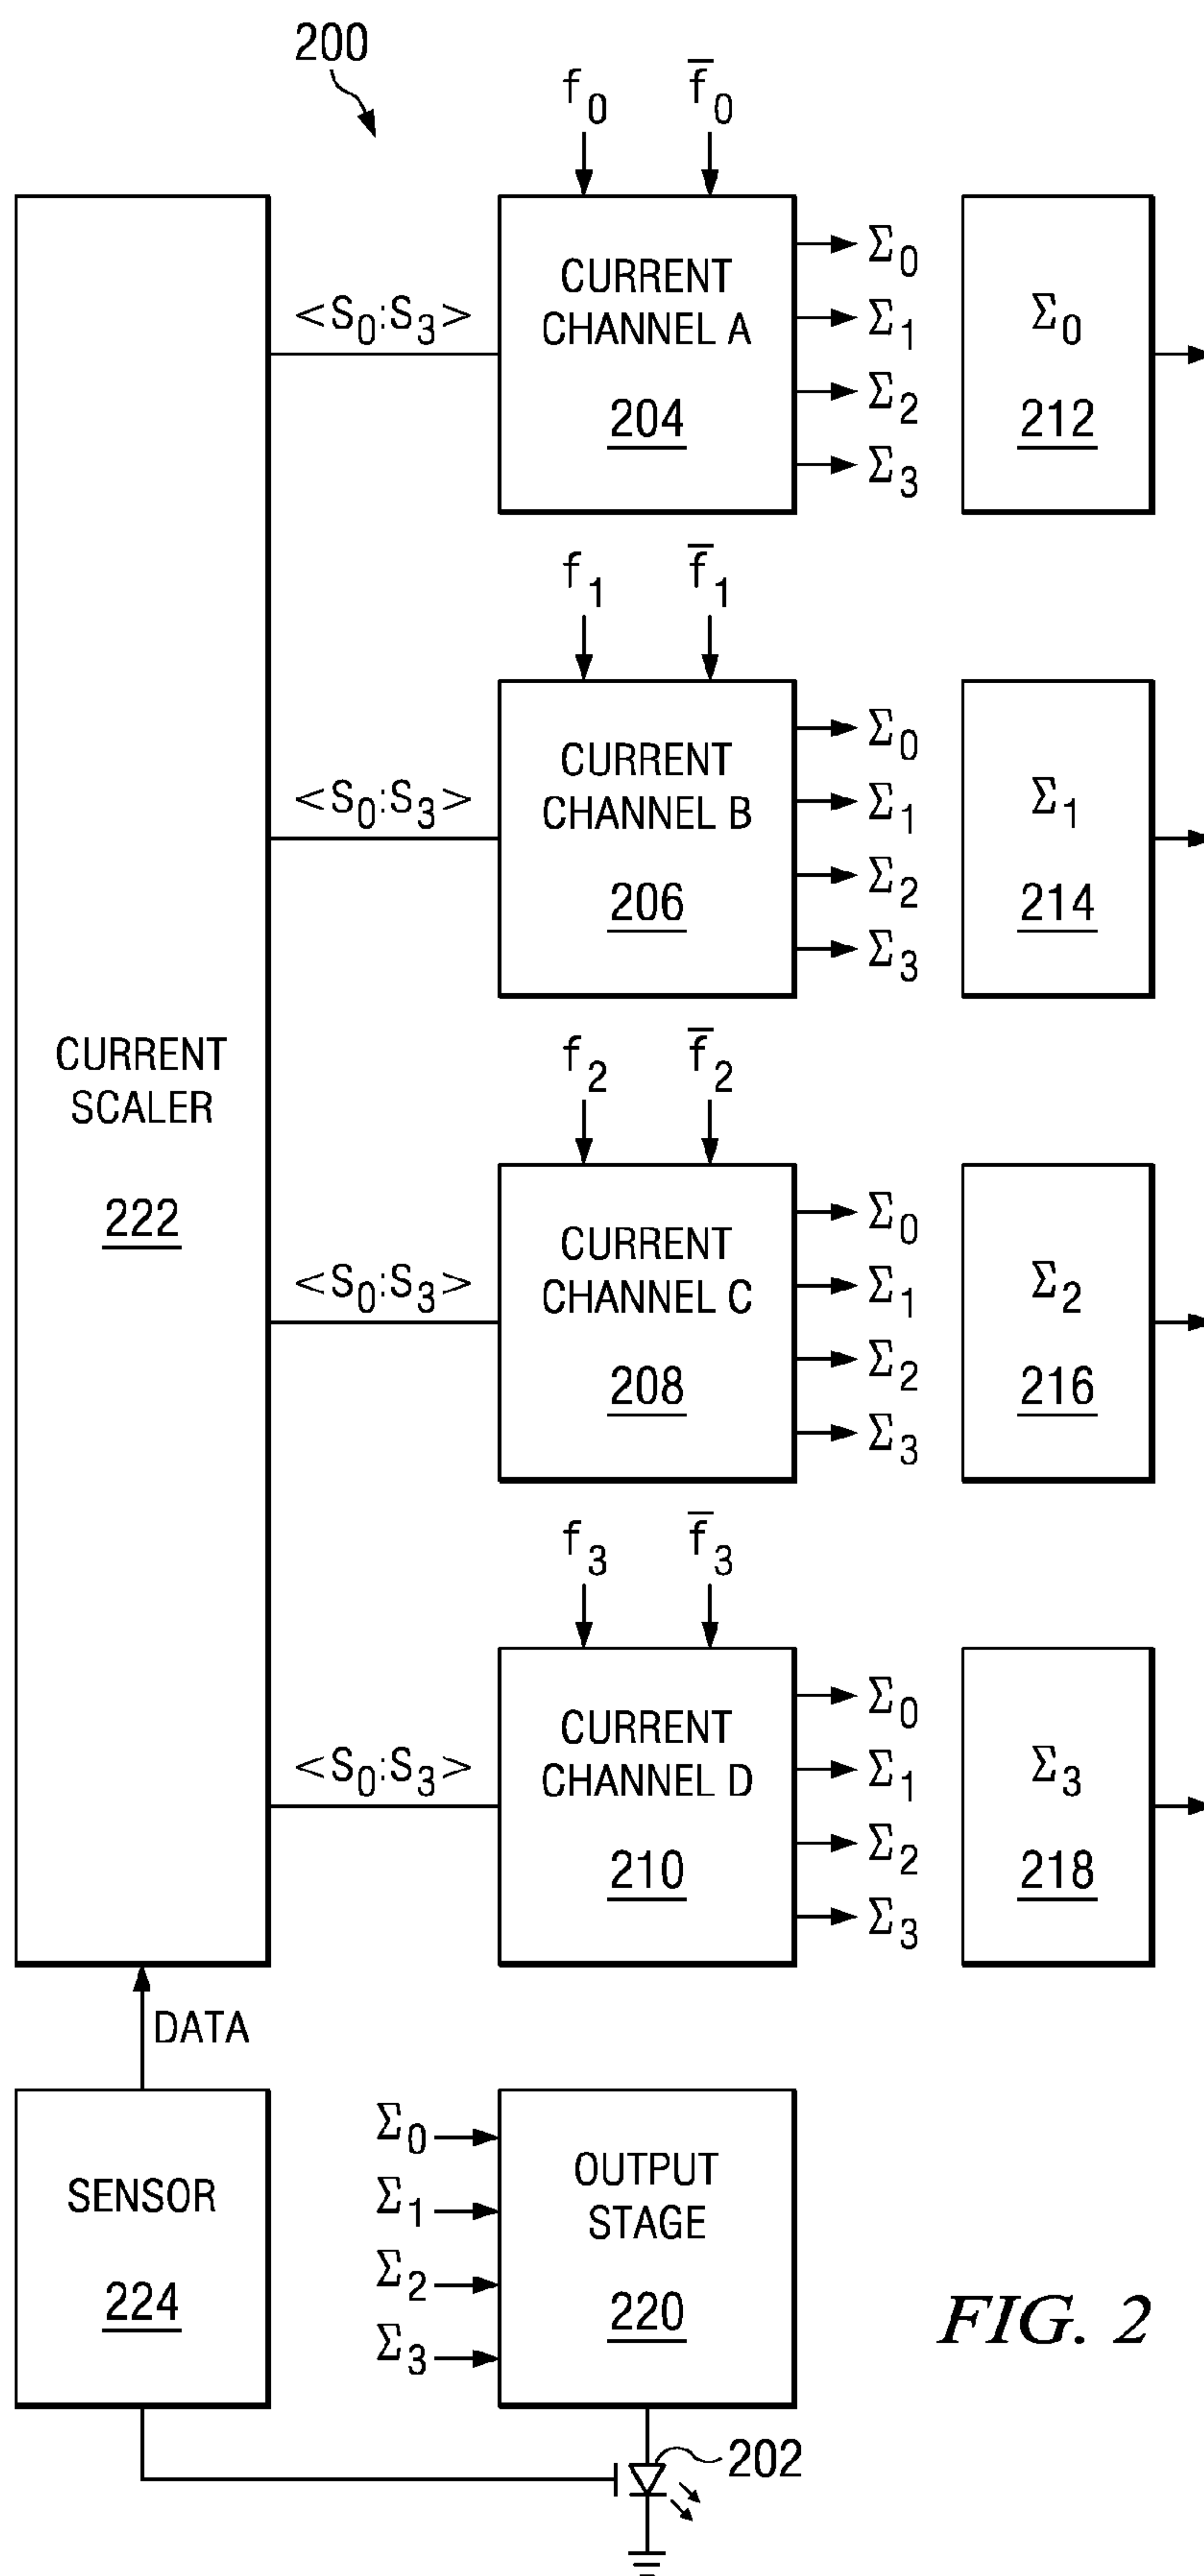 200
f0 f̅0
CURRENT
CHANNEL A
204
<S0:S3>
Σ0
Σ1
Σ2
Σ3
Σ0
212
f1 f̅1
CURRENT
CHANNEL B
206
<S0:S3>
Σ0
Σ1
Σ2
Σ3
Σ1
214
CURRENT
SCALER
222
f2 f̅2
CURRENT
CHANNEL C
208
<S0:S3>
Σ0
Σ1
Σ2
Σ3
Σ2
216
f3 f̅3
CURRENT
CHANNEL D
210
<S0:S3>
Σ0
Σ1
Σ2
Σ3
Σ3
218
DATA
SENSOR
224
Σ0
Σ1
Σ2
Σ3
OUTPUT
STAGE
220
202
FIG. 2